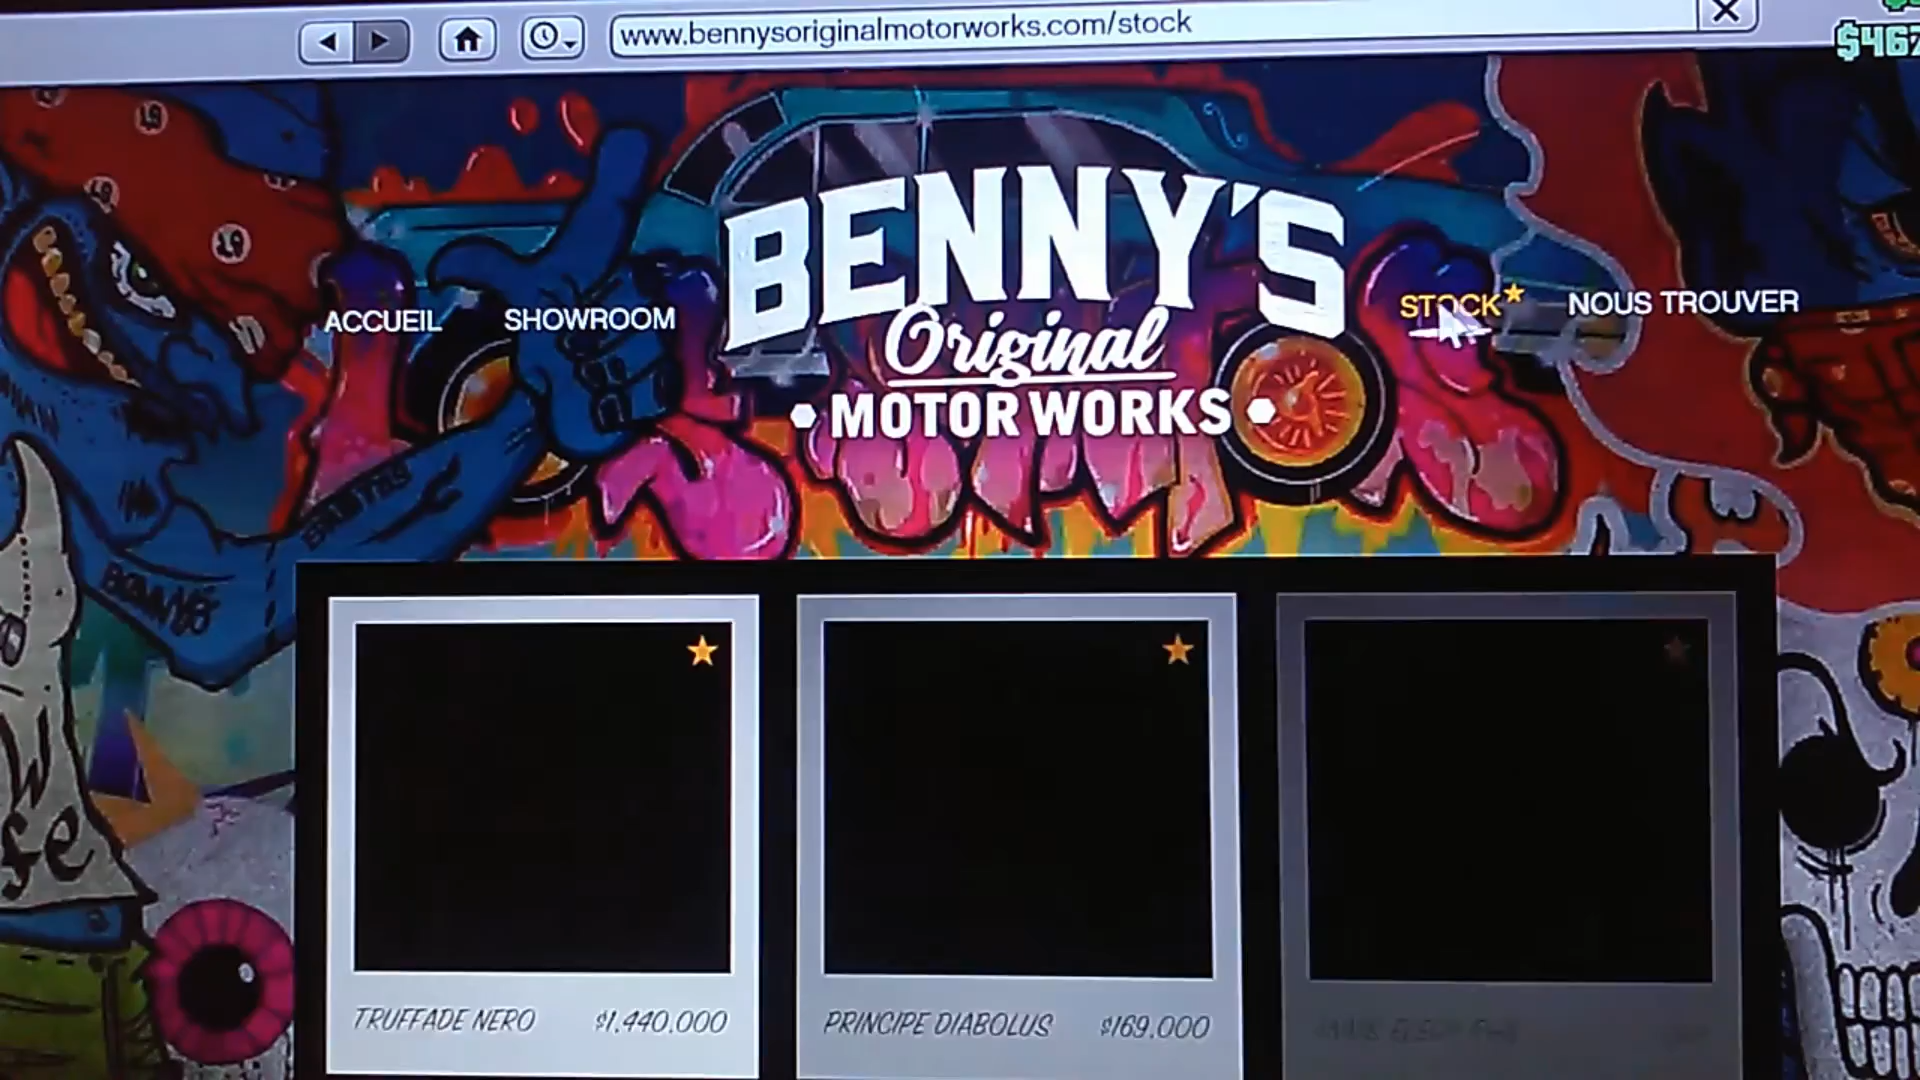 www.bennysoriginalmotorworks.com/stock
$467
BENNY'S
Original
MOTOR WORKS
ACCUEIL
SHOWROOM
STOCK
NOUS TROUVER
TRUFFADE NERO $1.440.000
PRINCIPE DIABOLUS $169.000